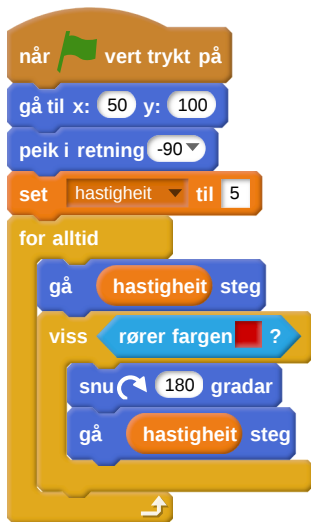 når vert trykt på
gå til x: 50 y: 100
peik i retning -90
set hastigheit til 5
for alltid
gå hastigheit steg
viss rører fargen ?
snu 180 gradar
gå hastigheit steg